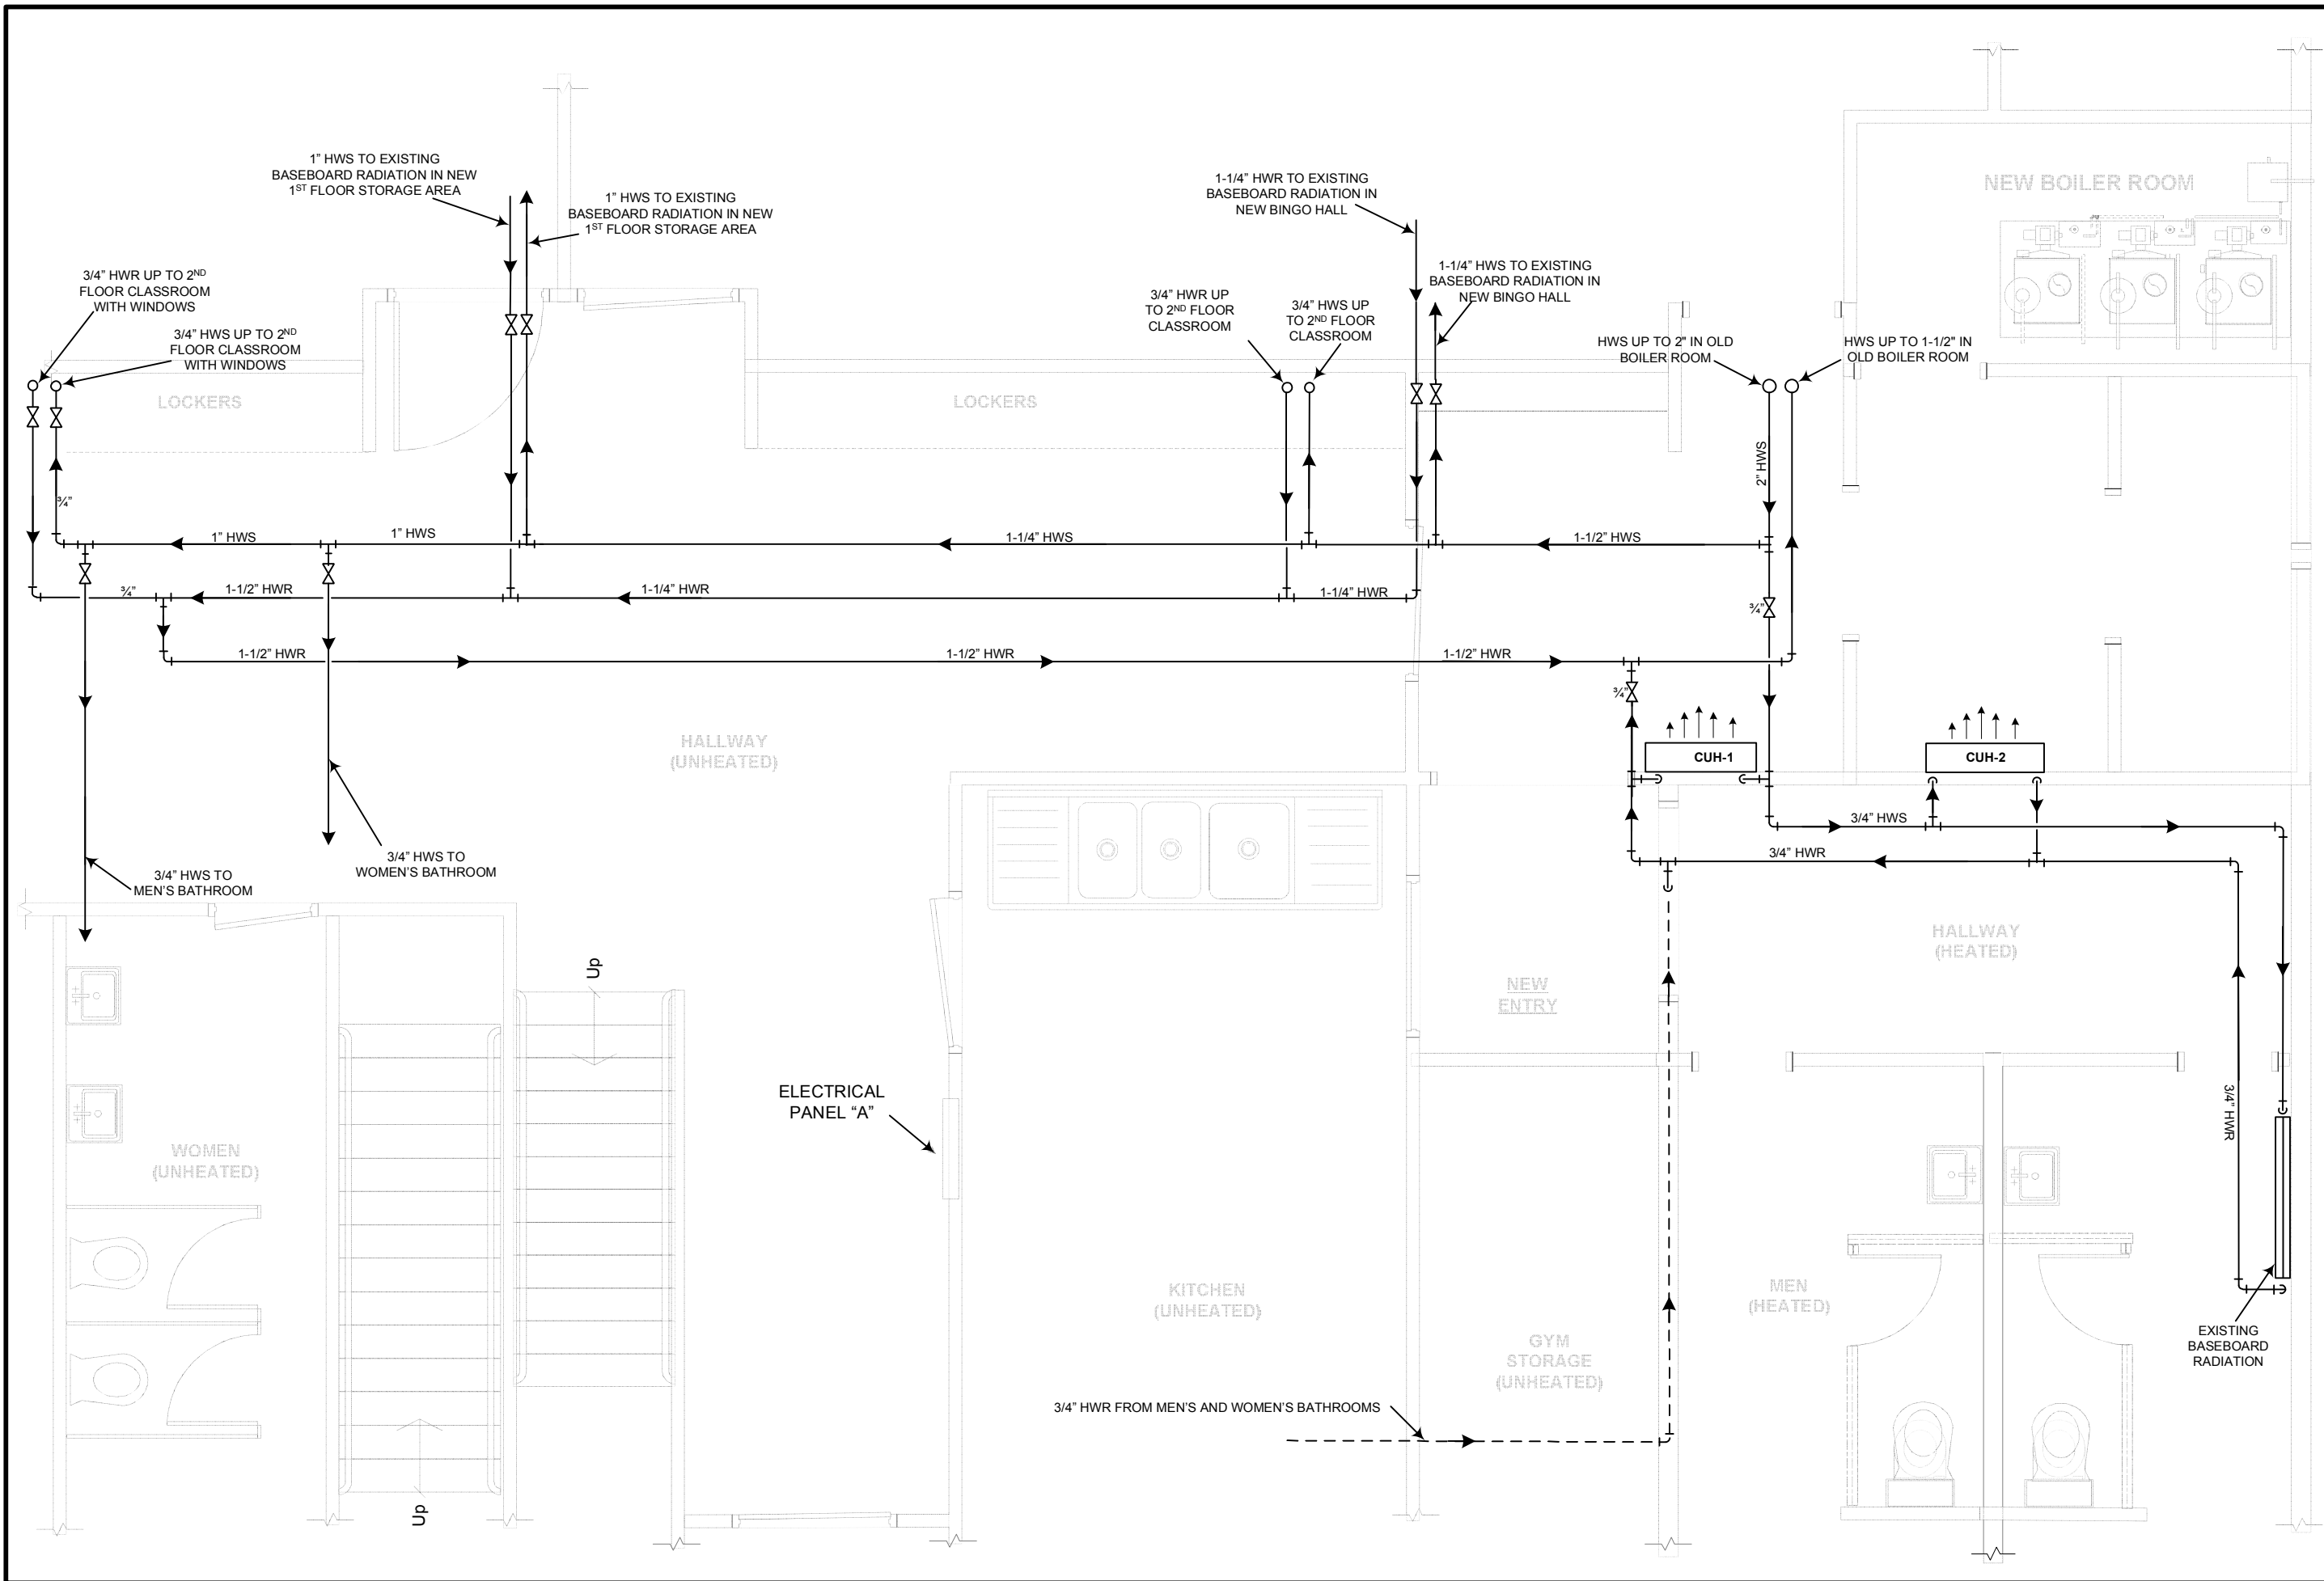 1" HWS TO EXISTING
BASEBOARD RADIATION IN NEW
1ST FLOOR STORAGE AREA
1" HWS TO EXISTING
BASEBOARD RADIATION IN NEW
1ST FLOOR STORAGE AREA
1-1/4" HWR TO EXISTING
BASEBOARD RADIATION IN
NEW BINGO HALL
NEW BOILER ROOM
3/4" HWR UP TO 2ND
FLOOR CLASSROOM
WITH WINDOWS
3/4" HWS UP TO 2ND
FLOOR CLASSROOM
WITH WINDOWS
3/4" HWR UP
TO 2ND FLOOR
CLASSROOM
3/4" HWS UP
TO 2ND FLOOR
CLASSROOM
1-1/4" HWS TO EXISTING
BASEBOARD RADIATION IN
NEW BINGO HALL
HWS UP TO 2" IN OLD
BOILER ROOM
HWS UP TO 1-1/2" IN
OLD BOILER ROOM
LOCKERS
LOCKERS
2" HWS
¾"
1" HWS
1" HWS
1-1/4" HWS
1-1/2" HWS
¾"
1-1/2" HWR
1-1/4" HWR
1-1/4" HWR
¾"
1-1/2" HWR
1-1/2" HWR
1-1/2" HWR
¾"
HALLWAY
(UNHEATED)
CUH-1
CUH-2
3/4" HWS
3/4" HWR
3/4" HWS TO
WOMEN'S BATHROOM
3/4" HWS TO
MEN'S BATHROOM
HALLWAY
(HEATED)
Up
NEW
ENTRY
ELECTRICAL
PANEL “A”
3/4" HWR
WOMEN
(UNHEATED)
KITCHEN
(UNHEATED)
MEN
(HEATED)
GYM
STORAGE
(UNHEATED)
EXISTING
BASEBOARD
RADIATION
3/4" HWR FROM MEN'S AND WOMEN'S BATHROOMS
Up